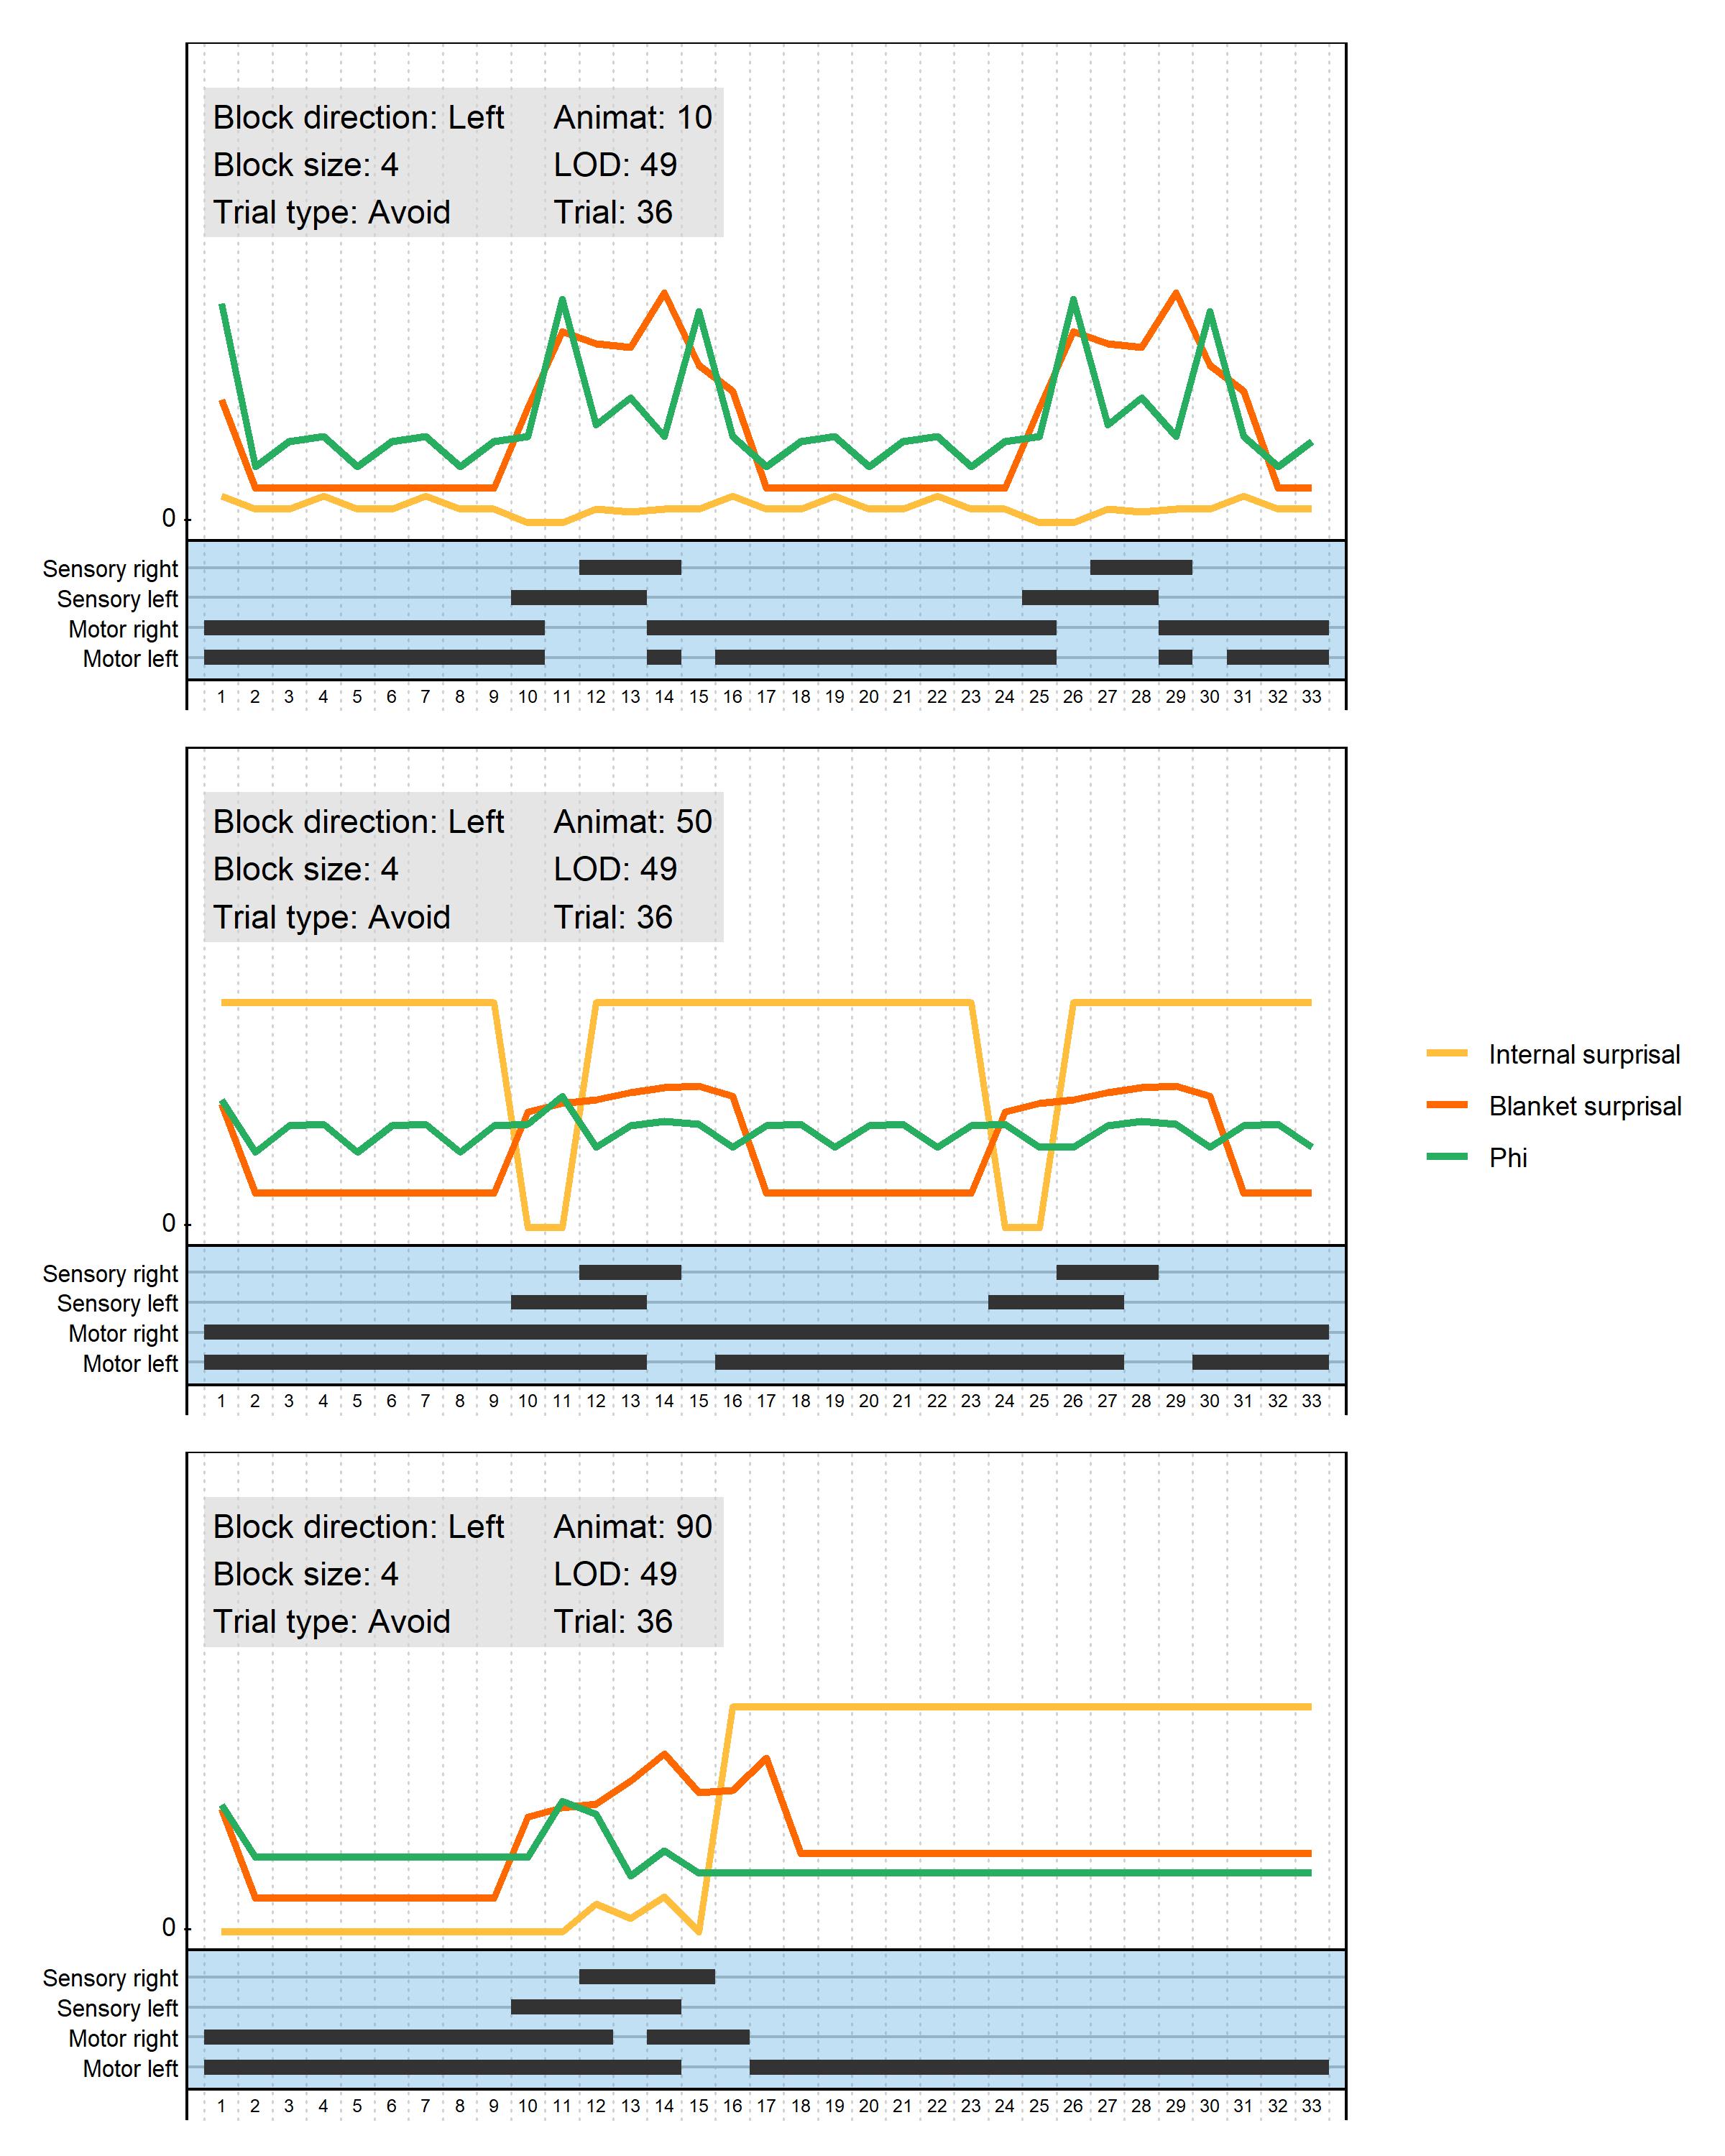 Block direction: Left Animat: 10
Block size: 4 LOD: 49
Trial type: Avoid Trial: 36
0
Sensory right
Sensory left
Motor right
Motor left
1 2 3 4 5 6 7 8 9 10 11 12 13 14 15 16 17 18 19 20 21 22 23 24 25 26 27 28 29 30 31 32 33
Block direction: Left Animat: 50
Block size: 4 LOD: 49
Trial type: Avoid Trial: 36
Internal surprisal
Blanket surprisal
Phi
0
Sensory right
Sensory left
Motor right
Motor left
1 2 3 4 5 6 7 8 9 10 11 12 13 14 15 16 17 18 19 20 21 22 23 24 25 26 27 28 29 30 31 32 33
Block direction: Left Animat: 90
Block size: 4 LOD: 49
Trial type: Avoid Trial: 36
0
Sensory right
Sensory left
Motor right
Motor left
1 2 3 4 5 6 7 8 9 10 11 12 13 14 15 16 17 18 19 20 21 22 23 24 25 26 27 28 29 30 31 32 33